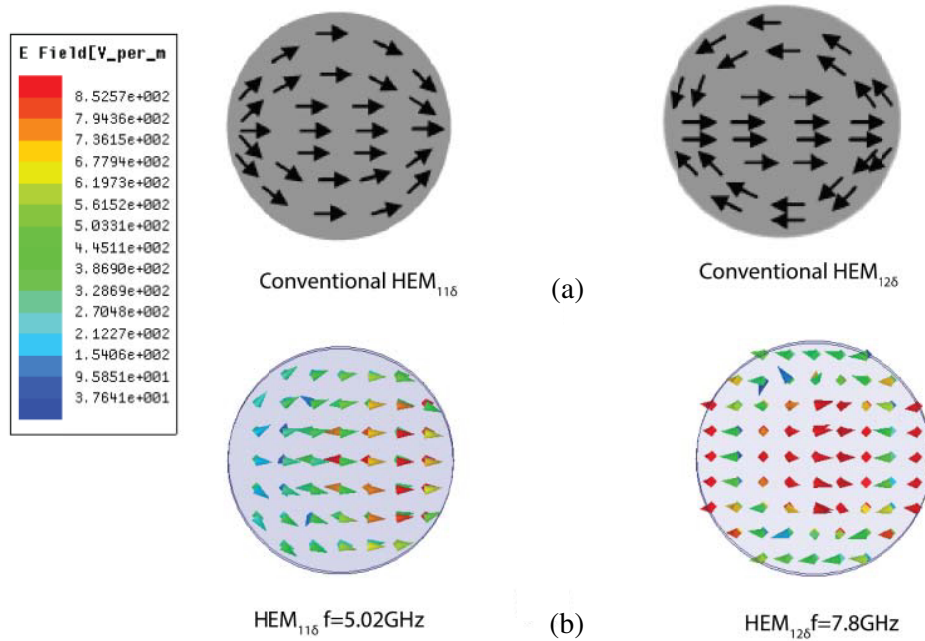 E Field[V_per_m
8.5257e+002
7.9436e+002
7.3615e+002
6.7794e+002
6.1973e+002
5.6152e+002
5.0331e+002
4.4511e+002
3.8690e+002
3.2869e+002
2.7048e+002
2.1227e+002
1.5406e+002
9.5851e+001
3.7641e+001
Conventional HEM₁₁δ
(a)
Conventional HEM₁₂δ
HEM₁₁δ f=5.02GHz
(b)
HEM₁₂δf=7.8GHz